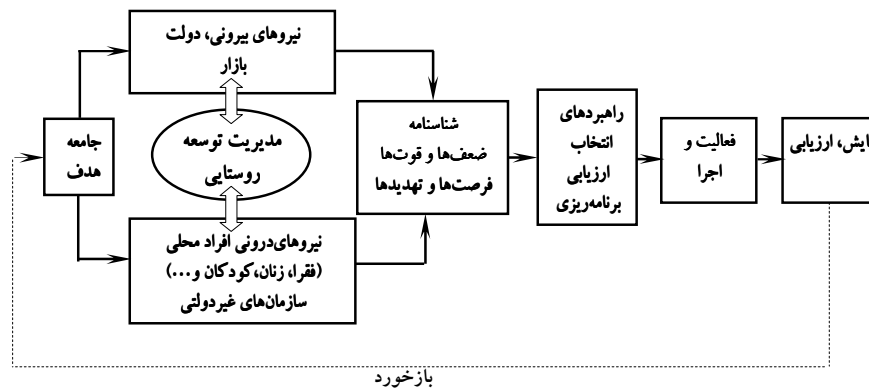 نیروهای بیرونی، دولت
بازار
جامعه
هدف
مدیریت توسعه
روستایی
نیروهای‌درونی افراد محلی
(فقرا، زنان،کودکان و...)
سازمان‌های غیردولتی
شناسنامه
ضعف‌ها و قوت‌ها
فرصت‌ها و تهدیدها
راهبردهای
انتخاب
ارزیابی
برنامه‌ریزی
فعالیت و
اجرا
ایش، ارزیابی
بازخورد